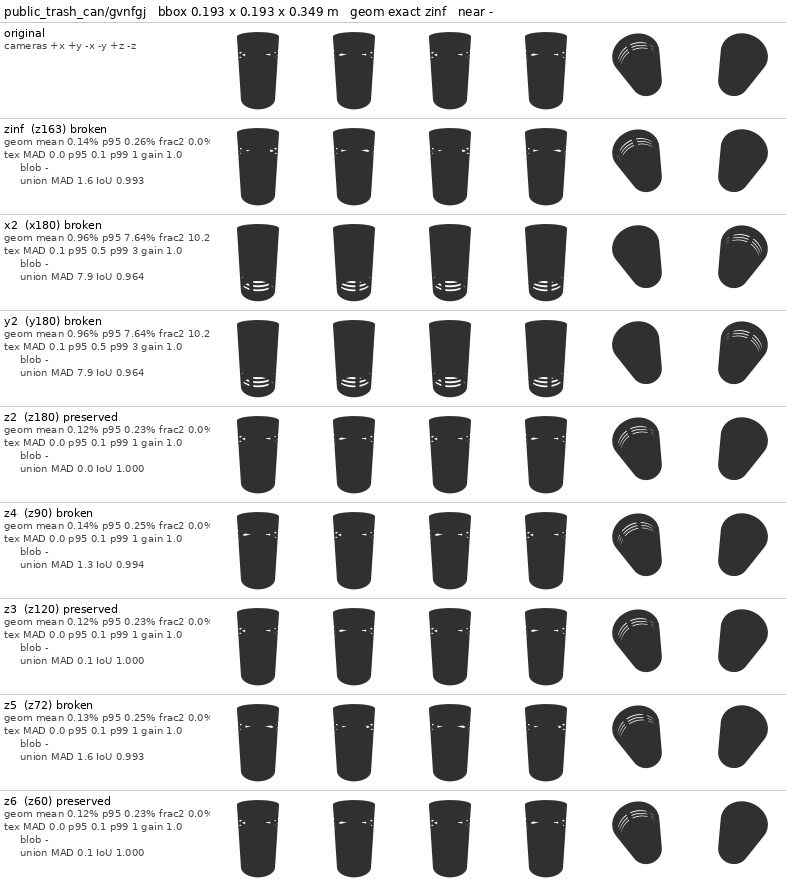 public_trash_can/gvnfgj   bbox 0.193 x 0.193 x 0.349 m   geom exact zinf   near -
original
cameras +x +y -x -y +z -z
zinf  (z163) broken
geom mean 0.14% p95 0.26% frac2 0.0%
tex MAD 0.0 p95 0.1 p99 1 gain 1.0
blob -
union MAD 1.6 IoU 0.993
x2  (x180) broken
geom mean 0.96% p95 7.64% frac2 10.2
tex MAD 0.1 p95 0.5 p99 3 gain 1.0
blob -
union MAD 7.9 IoU 0.964
y2  (y180) broken
geom mean 0.96% p95 7.64% frac2 10.2
tex MAD 0.1 p95 0.5 p99 3 gain 1.0
blob -
union MAD 7.9 IoU 0.964
z2  (z180) preserved
geom mean 0.12% p95 0.23% frac2 0.0%
tex MAD 0.0 p95 0.1 p99 1 gain 1.0
blob -
union MAD 0.0 IoU 1.000
z4  (z90) broken
geom mean 0.14% p95 0.25% frac2 0.0%
tex MAD 0.0 p95 0.1 p99 1 gain 1.0
blob -
union MAD 1.3 IoU 0.994
z3  (z120) preserved
geom mean 0.12% p95 0.23% frac2 0.0%
tex MAD 0.0 p95 0.1 p99 1 gain 1.0
blob -
union MAD 0.1 IoU 1.000
z5  (z72) broken
geom mean 0.13% p95 0.25% frac2 0.0%
tex MAD 0.0 p95 0.1 p99 1 gain 1.0
blob -
union MAD 1.6 IoU 0.993
z6  (z60) preserved
geom mean 0.12% p95 0.23% frac2 0.0%
tex MAD 0.0 p95 0.1 p99 1 gain 1.0
blob -
union MAD 0.1 IoU 1.000